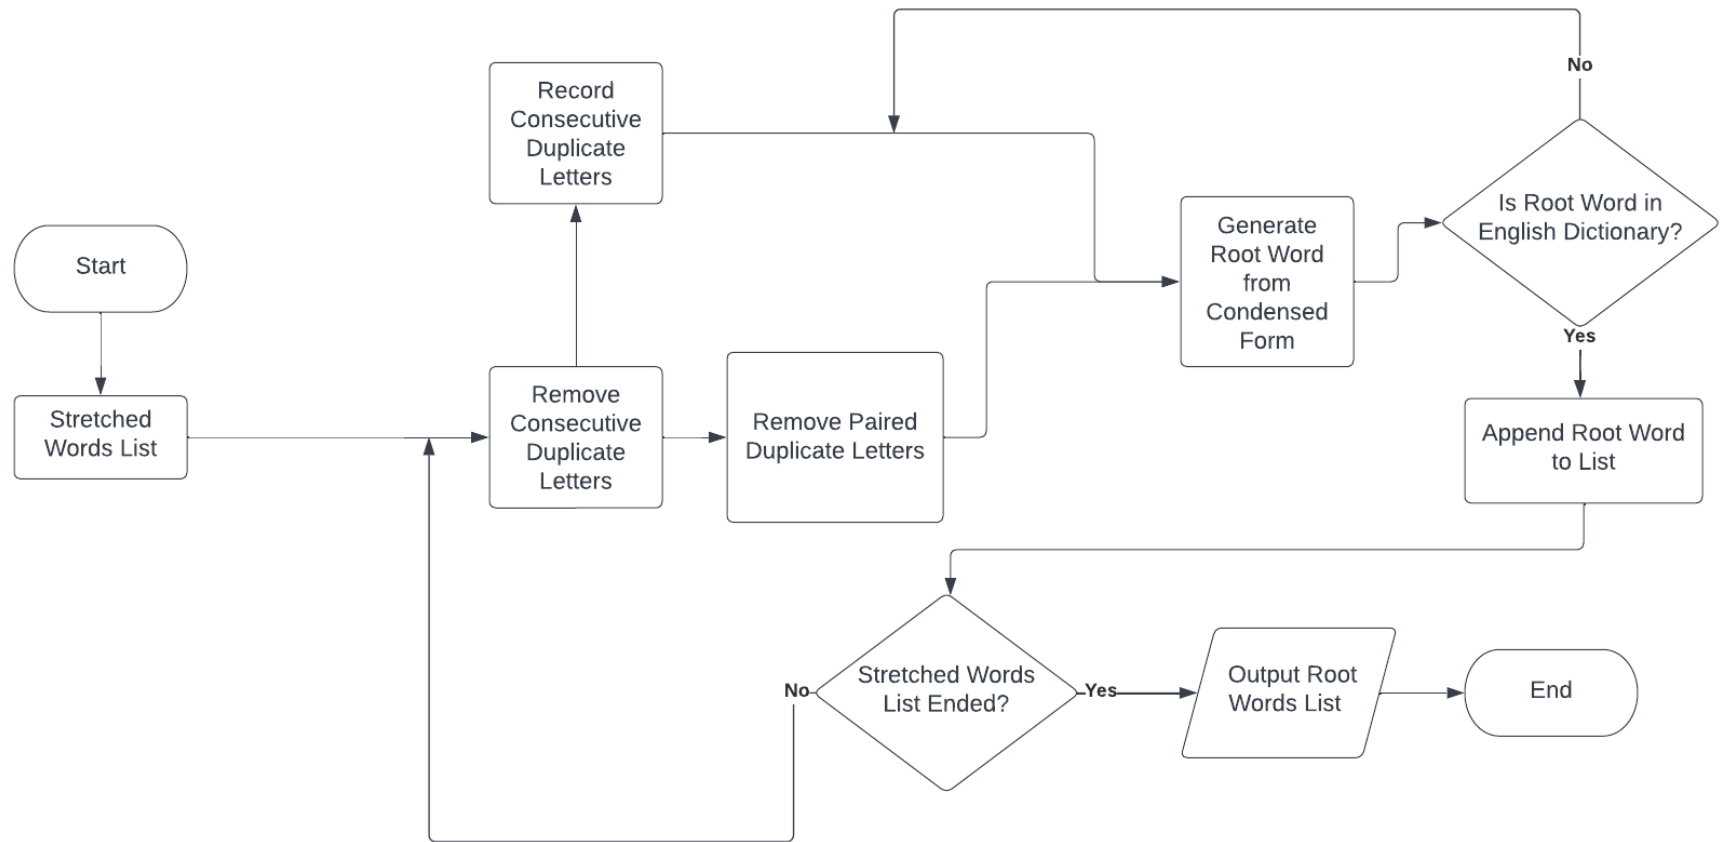 Start
Stretched
Words List
Record
Consecutive
Duplicate
Letters
Remove
Consecutive
Duplicate
Letters
Remove Paired
Duplicate Letters
Generate
Root Word
from
Condensed
Form
Is Root Word in
English Dictionary?
No
Yes
Append Root Word
to List
Stretched Words
List Ended?
No
Yes
Output Root
Words List
End